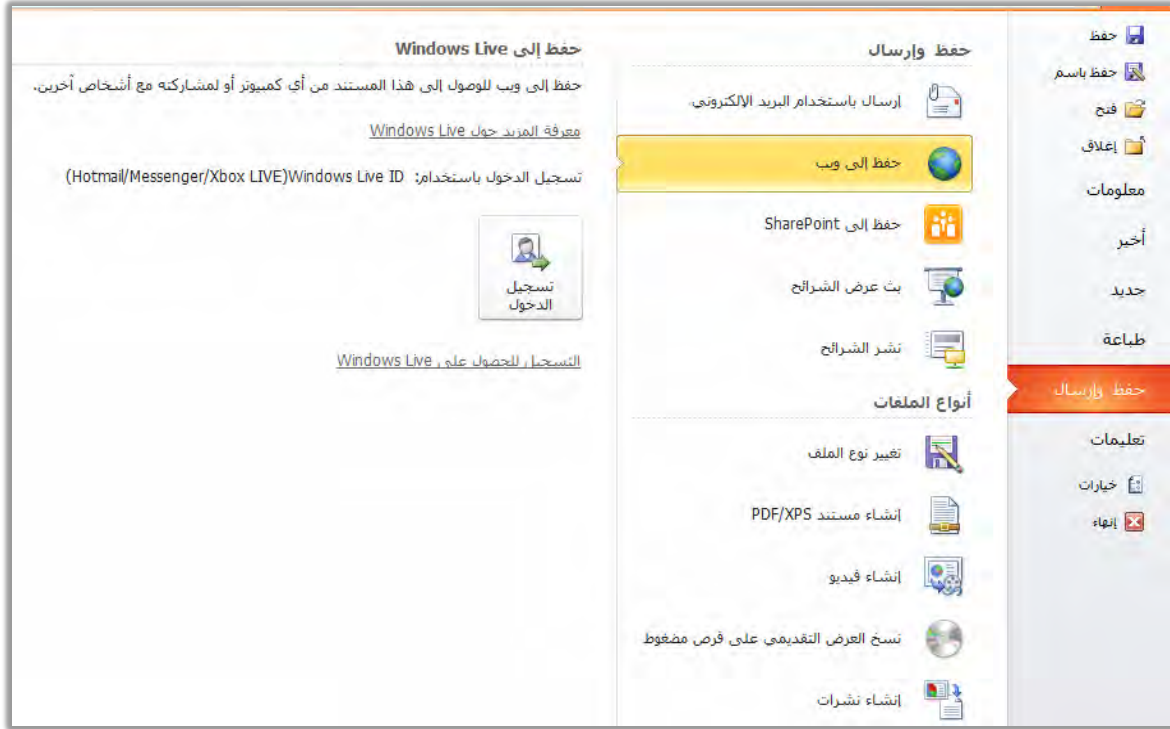 حفظ
حفظ باسم
فتح
إغلاق
معلومات
أخير
جديد
طباعة
حفظ وإرسال
تعليمات
خيارات
إنهاء
حفظ وإرسال
إرسال باستخدام البريد الإلكتروني
حفظ إلى ويب
حفظ إلى SharePoint
بث عرض الشرائح
نشر الشرائح
أنواع الملفات
تغيير نوع الملف
إنشاء مستند PDF/XPS
إنشاء فيديو
نسخ العرض التقديمي على قرص مضغوط
إنشاء نشرات
حفظ إلى Windows Live
حفظ إلى ويب للوصول إلى هذا المستند من أي كمبيوتر أو لمشاركته مع أشخاص آخرين.
معرفة المزيد حول Windows Live
تسجيل الدخول باستخدام: Windows Live ID(Hotmail/Messenger/Xbox LIVE)
تسجيل
الدخول
التسجيل للحصول على Windows Live